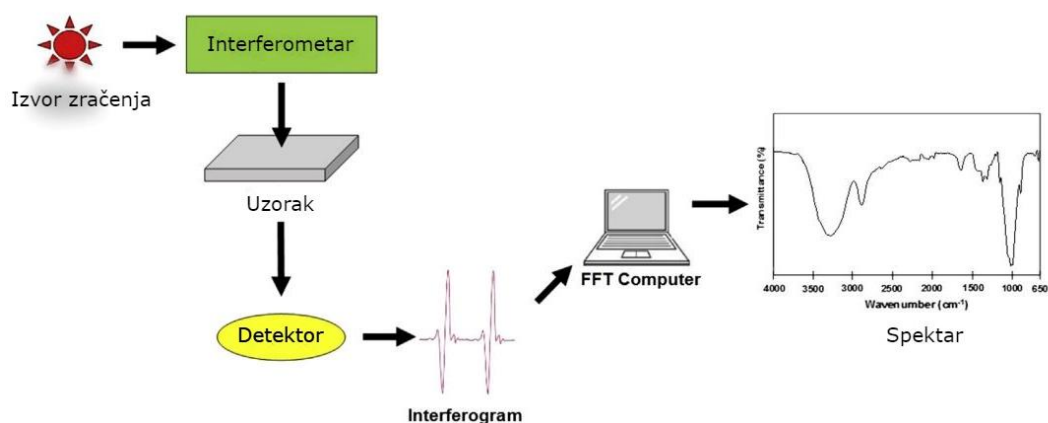 Izvor zračenja
Interferometar
Uzorak
Detektor
Interferogram
FFT Computer
Transmittance (%)
4000 3500 3000 2500 2000 1500 1000 650
Wavenumber (cm-1)
Spektar